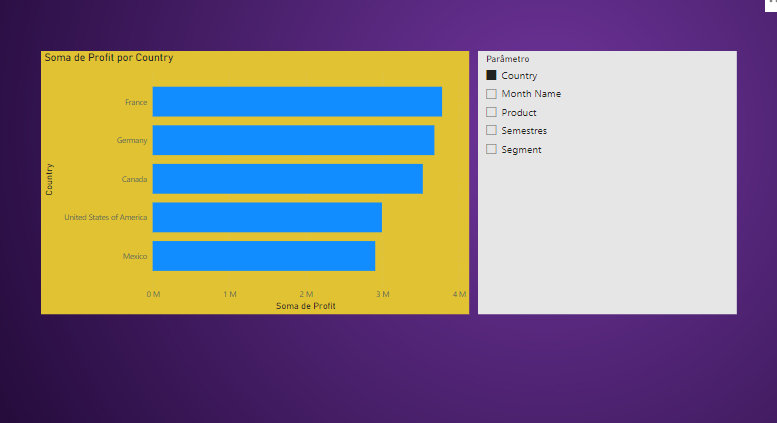 Soma de Profit por Country
Country
France
Germany
Canada
United States of America
Mexico
0 M
1 M
2 M
3 M
4 M
Soma de Profit
Parâmetro
Country
Month Name
Product
Semestres
Segment